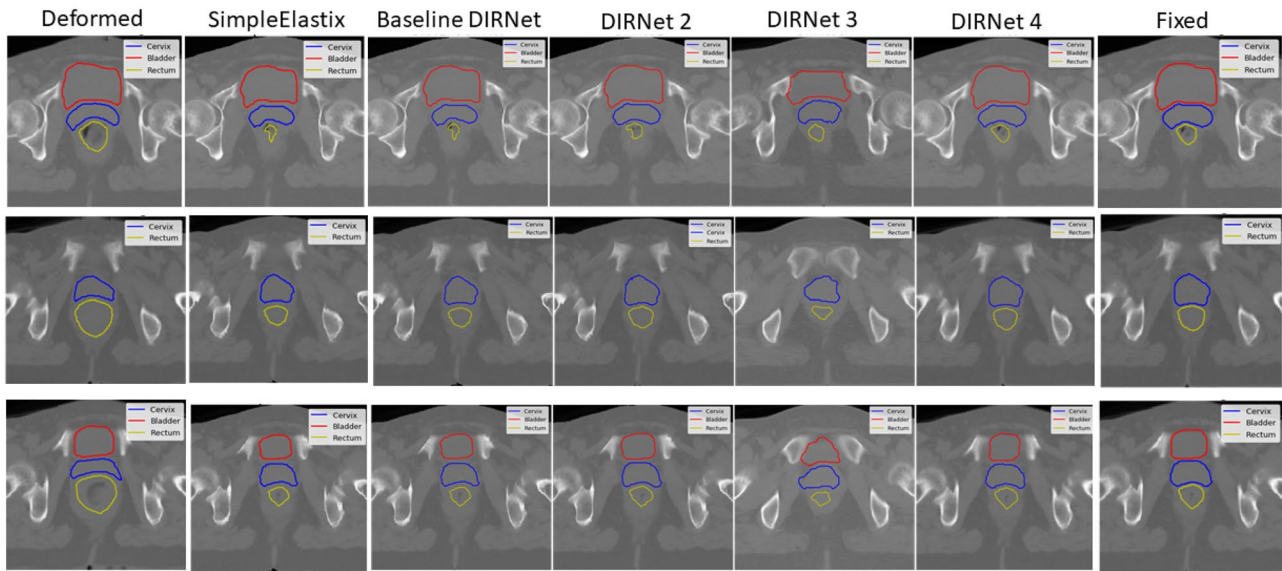 Deformed SimpleElastix Baseline DIRNet DIRNet 2 DIRNet 3 DIRNet 4 Fixed
Cervix Cervix Cervix Cervix Cervix Cervix Cervix
Bladder Bladder Bladder Bladder Bladder Bladder Bladder
Rectum Rectum Rectum Rectum Rectum Rectum Rectum
Cervix Cervix Cervix Cervix Cervix Cervix Cervix
Cervix Cervix
Rectum Rectum Rectum Rectum Rectum Rectum Rectum
Cervix Cervix Cervix Cervix Cervix Cervix Cervix
Bladder Bladder Bladder Bladder Bladder Bladder Bladder
Rectum Rectum Rectum Rectum Rectum Rectum Rectum